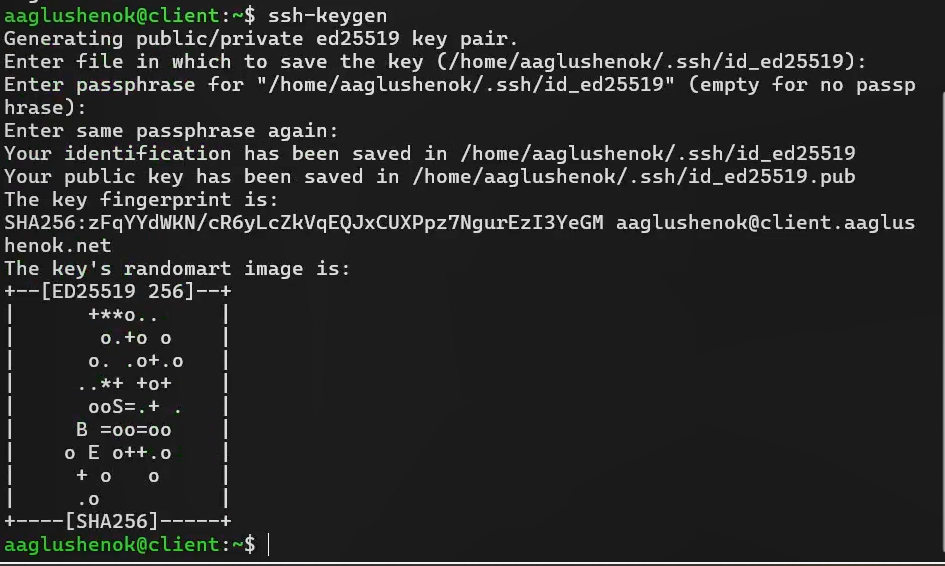 aaglushenok@client:~$ ssh-keygen
Generating public/private ed25519 key pair.
Enter file in which to save the key (/home/aaglushenok/.ssh/id_ed25519):
Enter passphrase for "/home/aaglushenok/.ssh/id_ed25519" (empty for no passp
hrase):
Enter same passphrase again:
Your identification has been saved in /home/aaglushenok/.ssh/id_ed25519
Your public key has been saved in /home/aaglushenok/.ssh/id_ed25519.pub
The key fingerprint is:
SHA256:zFqYYdWKN/cR6yLcZkVqEQJxCUXPpz7NgurEzI3YeGM aaglushenok@client.aaglus
henok.net
The key's randomart image is:
+--[ED25519 256]--+
|      +**o..     |
|       o.+o o    |
|      o. .o+.o   |
|     ..*+ +o+    |
|      ooS=.+ .   |
|     B =oo=oo    |
|    o E o++.o    |
|     + o   o     |
|     .o          |
+-----[SHA256]-----+
aaglushenok@client:~$